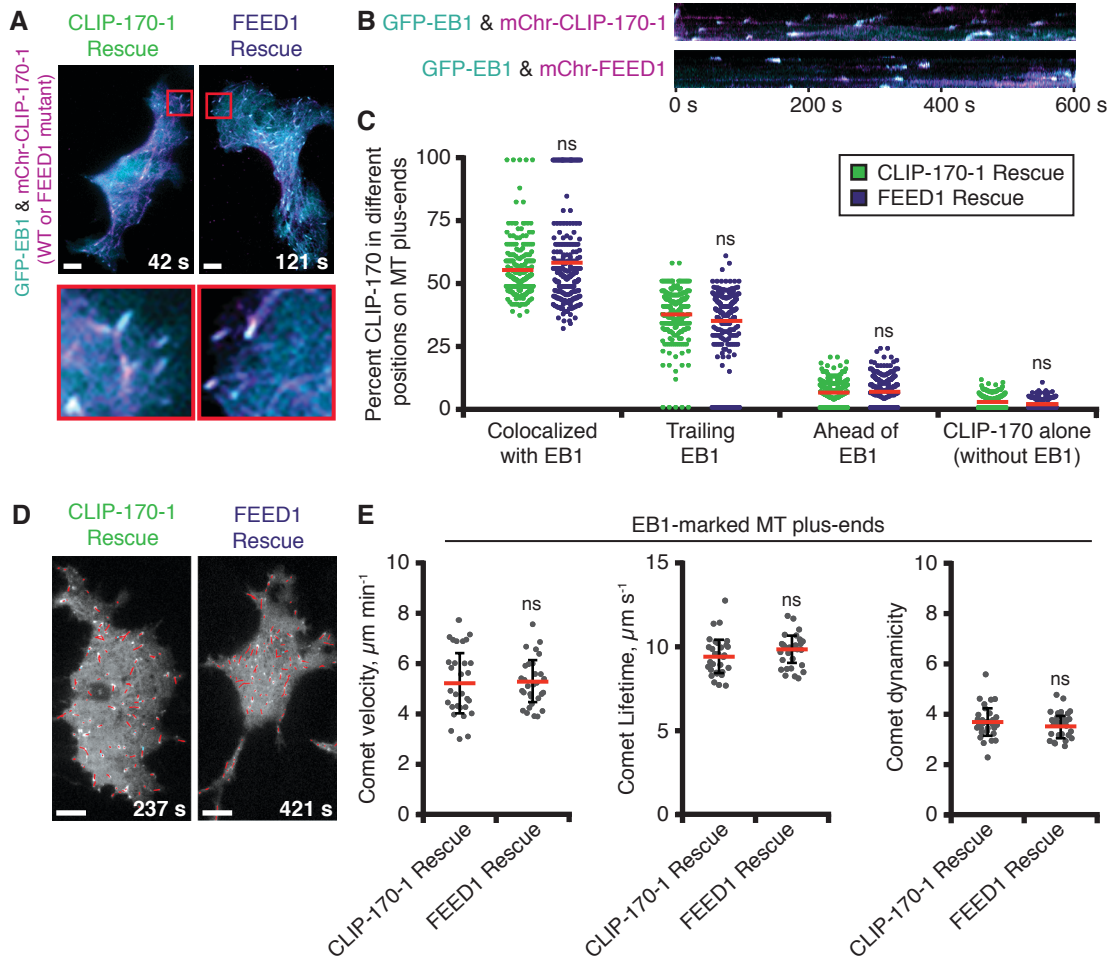 A
CLIP-170-1
Rescue
FEED1
Rescue
GFP-EB1 & mChr-CLIP-170-1
(WT or FEED1 mutant)
42 s
121 s
B
GFP-EB1 & mChr-CLIP-170-1
GFP-EB1 & mChr-FEED1
0 s
200 s
400 s
600 s
C
Percent CLIP-170 in different
positions on MT plus-ends
100
75
50
25
0
ns
ns
ns
ns
CLIP-170-1 Rescue
FEED1 Rescue
Colocalized
with EB1
Trailing
EB1
Ahead of
EB1
CLIP-170 alone
(without EB1)
D
CLIP-170-1
Rescue
FEED1
Rescue
237 s
421 s
E
EB1-marked MT plus-ends
Comet velocity, µm min⁻¹
10
8
6
4
2
0
ns
CLIP-170-1 Rescue
FEED1 Rescue
Comet Lifetime, µm s⁻¹
15
10
5
0
ns
CLIP-170-1 Rescue
FEED1 Rescue
Comet dynamicity
10
8
6
4
2
0
ns
CLIP-170-1 Rescue
FEED1 Rescue